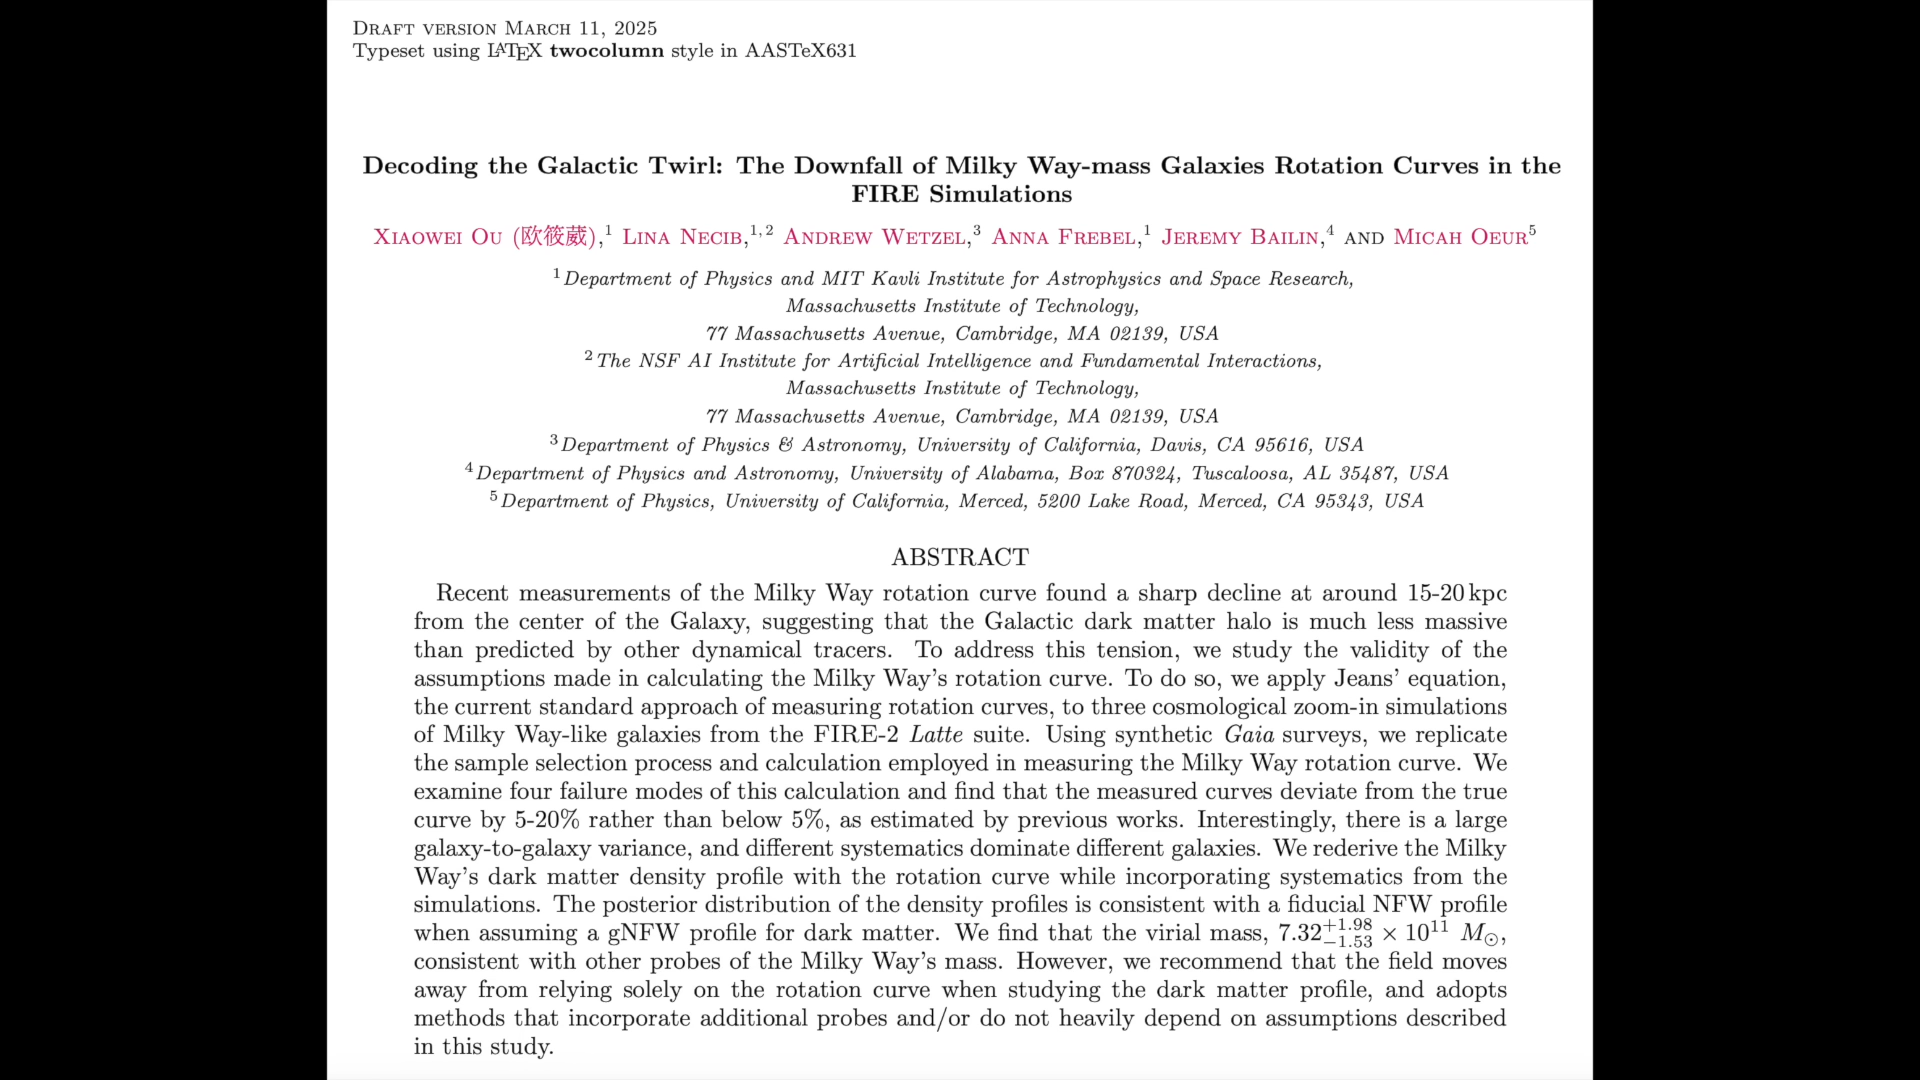 Draft version March 11, 2025
Typeset using LATEX twocolumn style in AASTeX631
Decoding the Galactic Twirl: The Downfall of Milky Way-mass Galaxies Rotation Curves in the
FIRE Simulations
Xiaowei Ou (欧筱葳),1 Lina Necib,1, 2 Andrew Wetzel,3 Anna Frebel,1 Jeremy Bailin,4 and Micah Oeur5
1 Department of Physics and MIT Kavli Institute for Astrophysics and Space Research,
Massachusetts Institute of Technology,
77 Massachusetts Avenue, Cambridge, MA 02139, USA
2 The NSF AI Institute for Artificial Intelligence and Fundamental Interactions,
Massachusetts Institute of Technology,
77 Massachusetts Avenue, Cambridge, MA 02139, USA
3 Department of Physics & Astronomy, University of California, Davis, CA 95616, USA
4 Department of Physics and Astronomy, University of Alabama, Box 870324, Tuscaloosa, AL 35487, USA
5 Department of Physics, University of California, Merced, 5200 Lake Road, Merced, CA 95343, USA
ABSTRACT
Recent measurements of the Milky Way rotation curve found a sharp decline at around 15-20 kpc
from the center of the Galaxy, suggesting that the Galactic dark matter halo is much less massive
than predicted by other dynamical tracers. To address this tension, we study the validity of the
assumptions made in calculating the Milky Way's rotation curve. To do so, we apply Jeans' equation,
the current standard approach of measuring rotation curves, to three cosmological zoom-in simulations
of Milky Way-like galaxies from the FIRE-2 Latte suite. Using synthetic Gaia surveys, we replicate
the sample selection process and calculation employed in measuring the Milky Way rotation curve. We
examine four failure modes of this calculation and find that the measured curves deviate from the true
curve by 5-20% rather than below 5%, as estimated by previous works. Interestingly, there is a large
galaxy-to-galaxy variance, and different systematics dominate different galaxies. We rederive the Milky
Way's dark matter density profile with the rotation curve while incorporating systematics from the
simulations. The posterior distribution of the density profiles is consistent with a fiducial NFW profile
when assuming a gNFW profile for dark matter. We find that the virial mass, 7.32+1.98−1.53 × 10^11 M⊙,
consistent with other probes of the Milky Way's mass. However, we recommend that the field moves
away from relying solely on the rotation curve when studying the dark matter profile, and adopts
methods that incorporate additional probes and/or do not heavily depend on assumptions described
in this study.